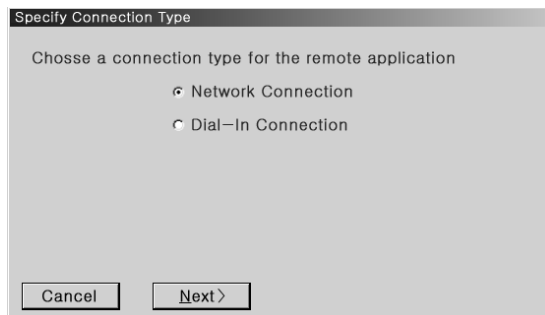 Specify Connection Type
Chosse a connection type for the remote application
Network Connection
Dial-In Connection
Cancel
Next>